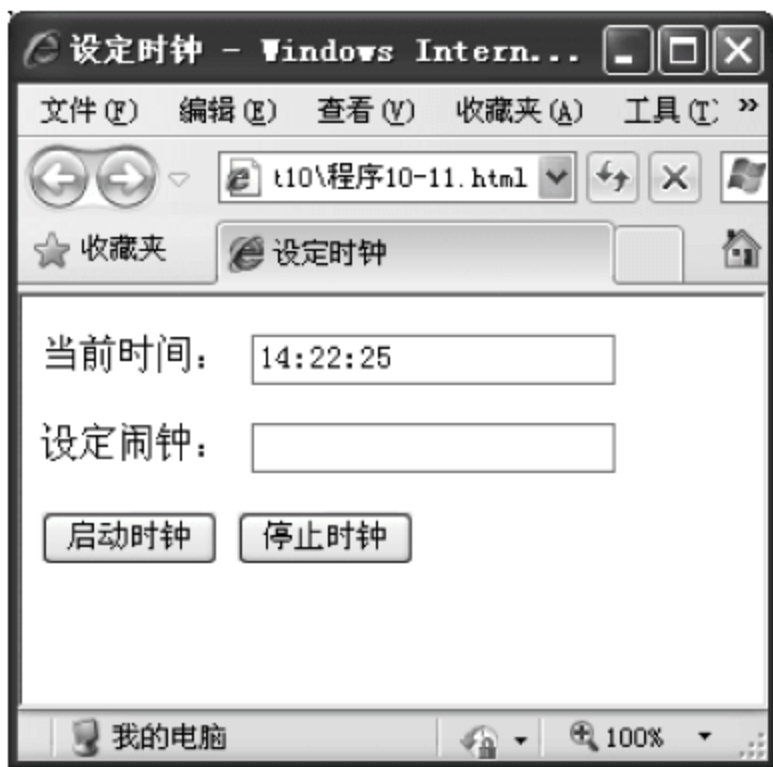 设定时钟 - Windows Intern...
文件(F) 编辑(E) 查看(V) 收藏夹(A) 工具(T) »
t10\程序10-11.html
收藏夹 设定时钟
当前时间： 14:22:25
设定闹钟：
启动时钟 停止时钟
我的电脑 100%